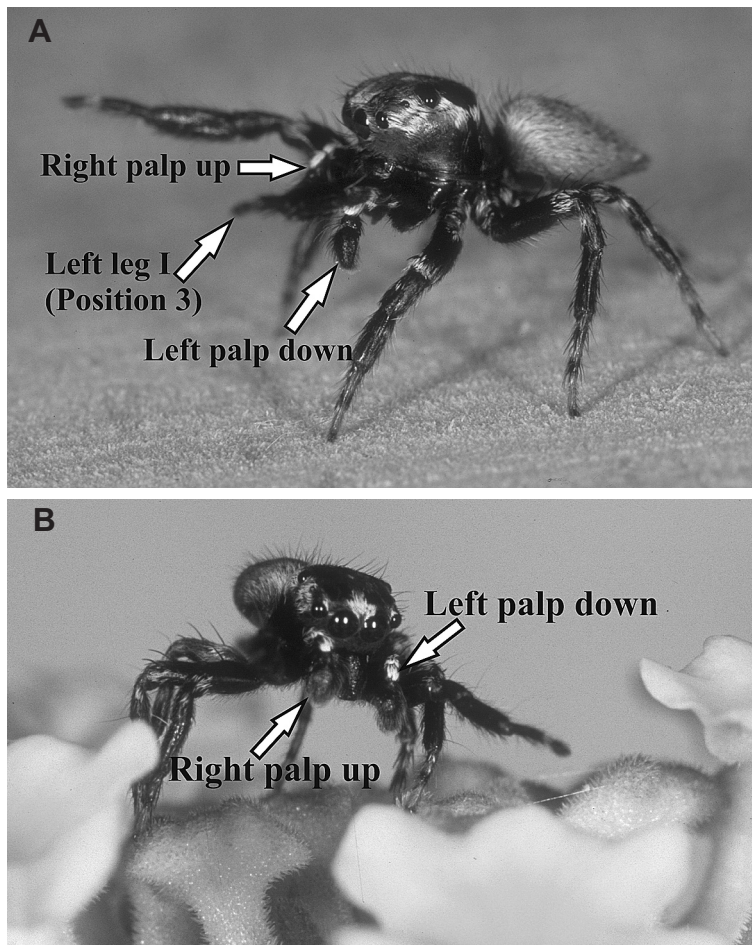 A
Right palp up
Left leg I
(Position 3)
Left palp down
B
Left palp down
Right palp up